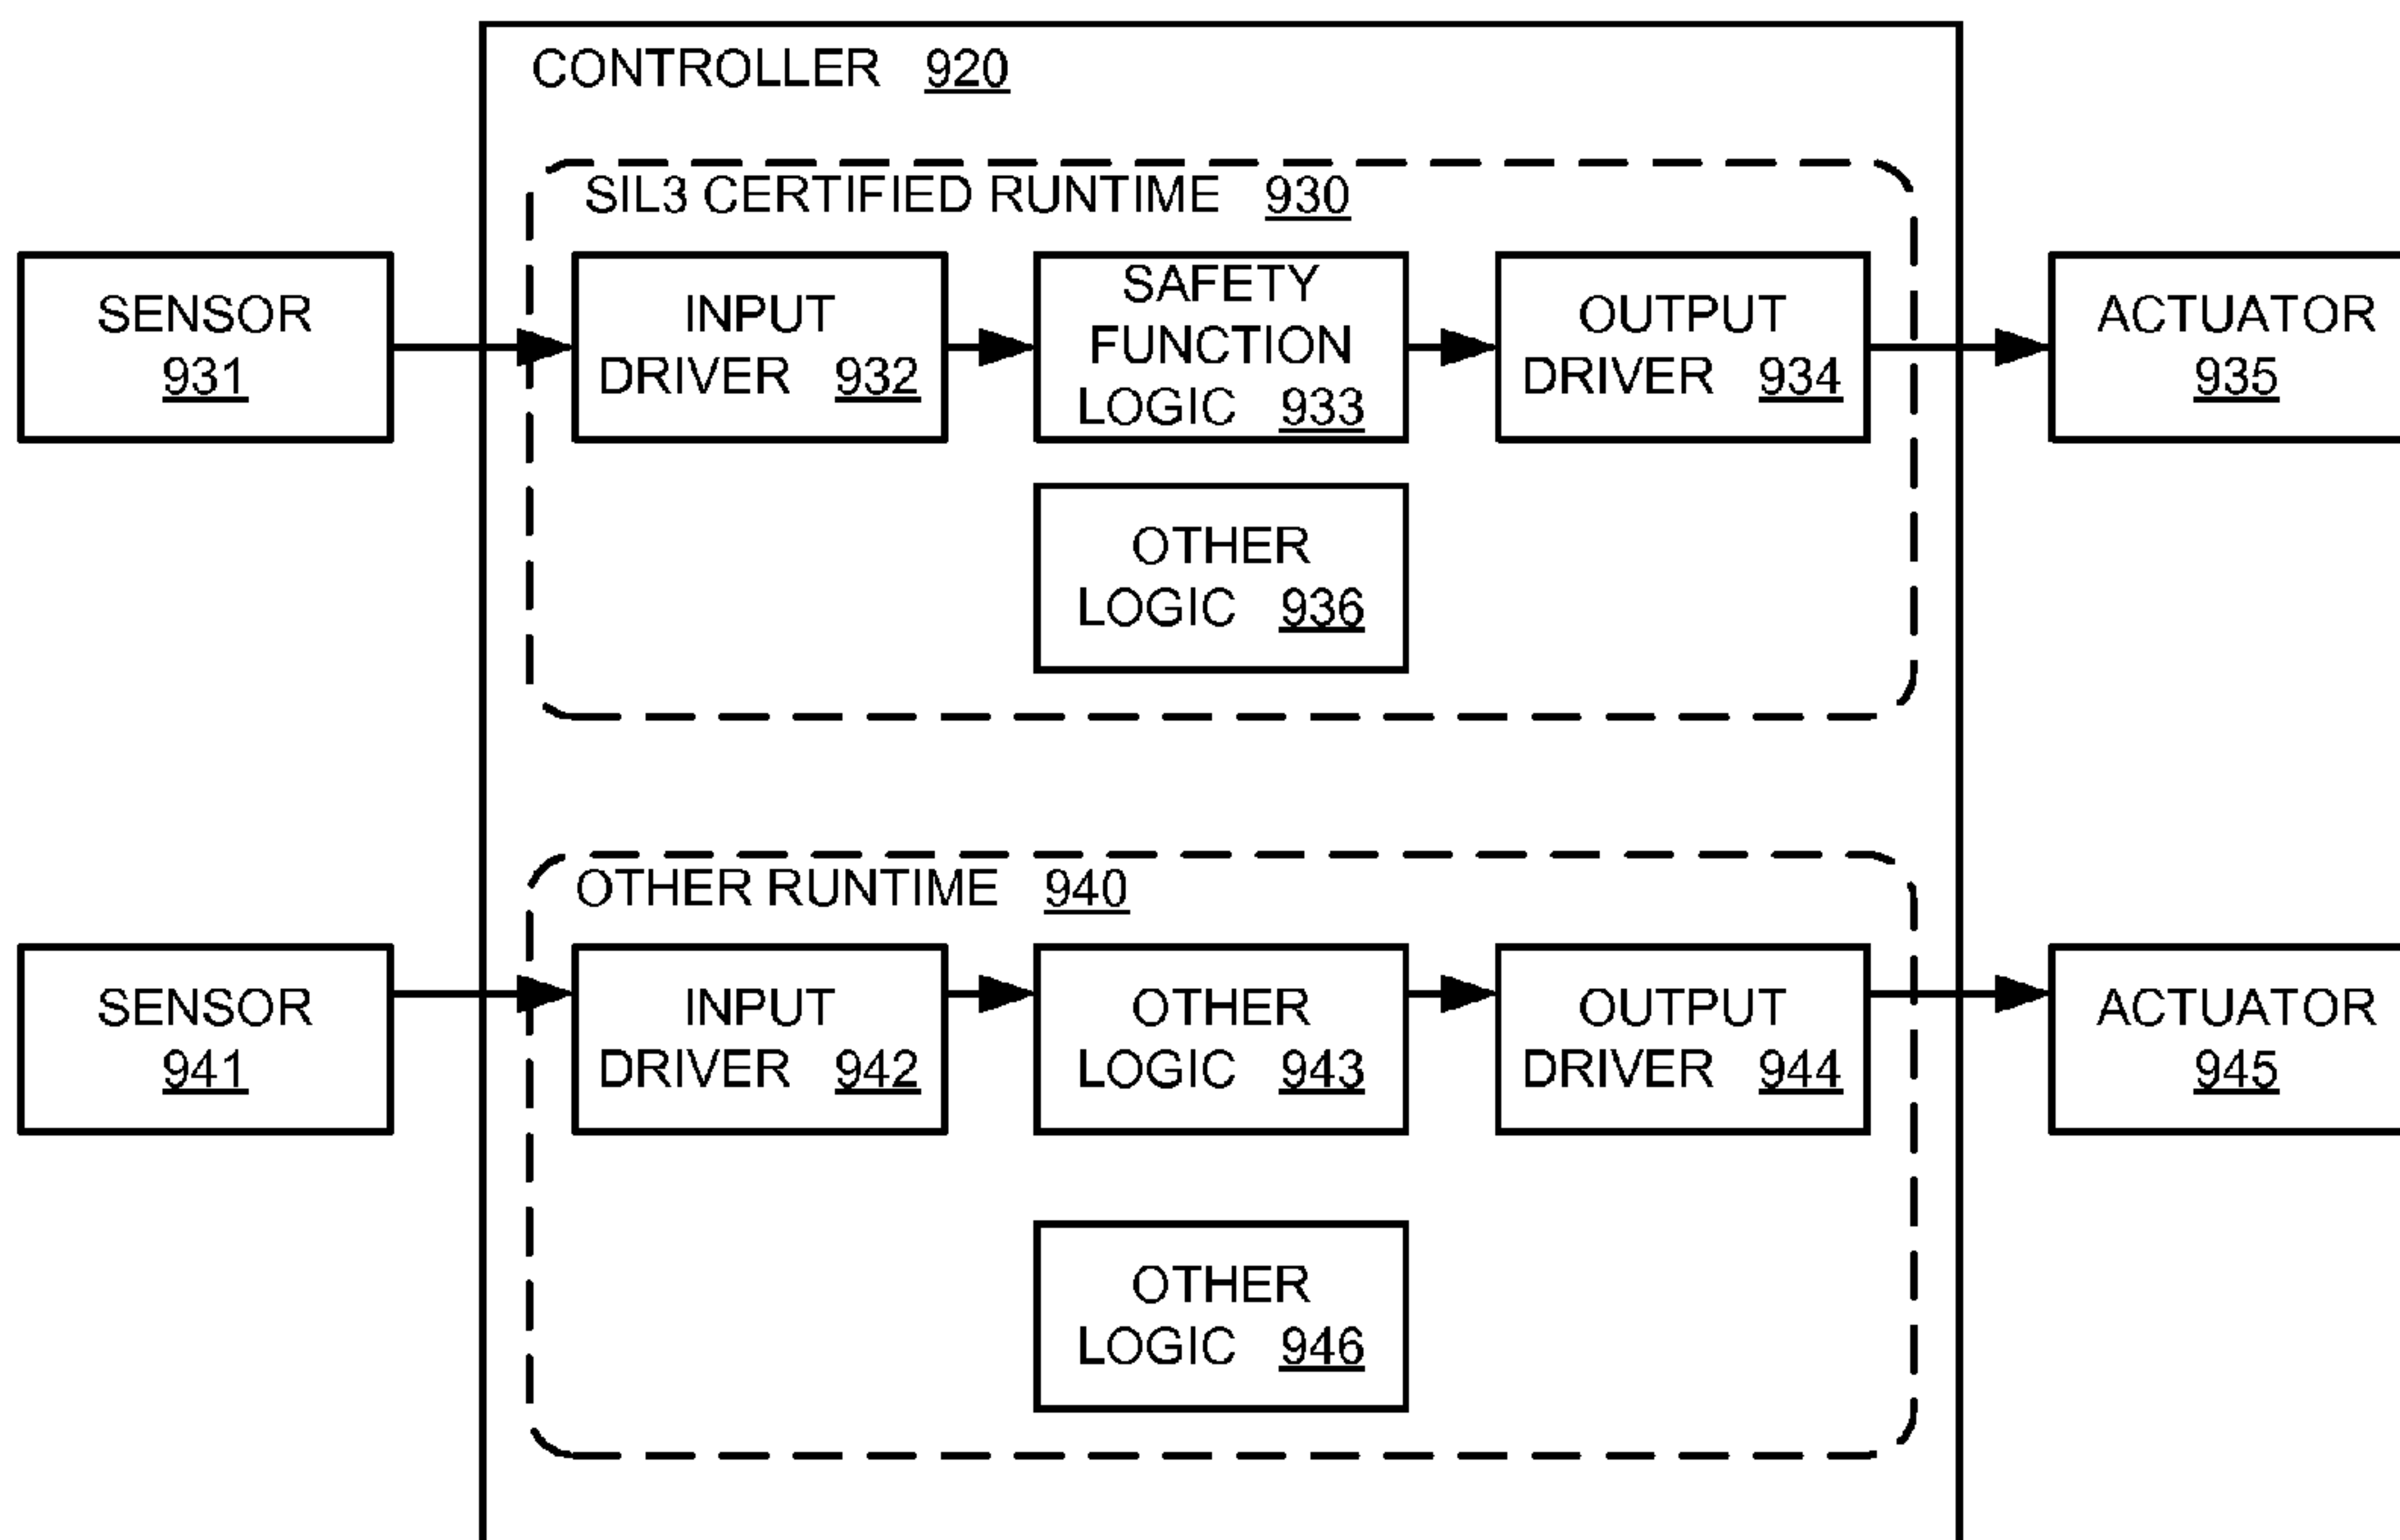 CONTROLLER 920
SIL3 CERTIFIED RUNTIME 930
SENSOR
931
INPUT
DRIVER 932
SAFETY
FUNCTION
LOGIC 933
OUTPUT
DRIVER 934
ACTUATOR
935
OTHER
LOGIC 936
OTHER RUNTIME 940
SENSOR
941
INPUT
DRIVER 942
OTHER
LOGIC 943
OUTPUT
DRIVER 944
ACTUATOR
945
OTHER
LOGIC 946